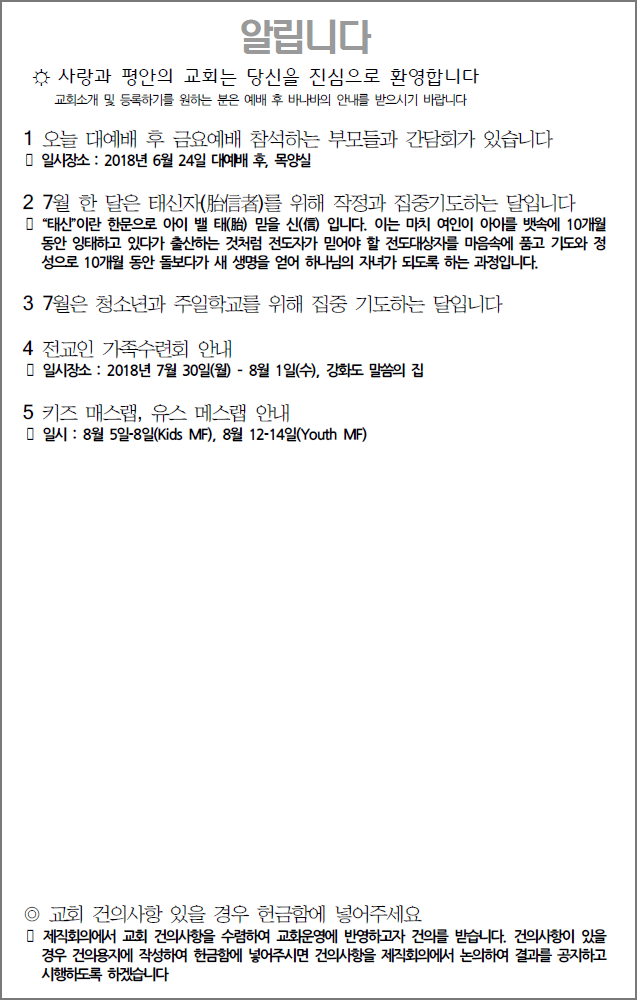 알립니다
☼ 사랑과 평안의 교회는 당신을 진심으로 환영합니다
교회소개 및 등록하기를 원하는 분은 예배 후 바나바의 안내를 받으시기 바랍니다
1 오늘 대예배 후 금요예배 참석하는 부모들과 간담회가 있습니다
▯ 일시장소 : 2018년 6월 24일 대예배 후, 목양실
2 7월 한 달은 태신자(胎信者)를 위해 작정과 집중기도하는 달입니다
▯ “태신”이란 한문으로 아이 밸 태(胎) 믿을 신(信) 입니다. 이는 마치 여인이 아이를 뱃속에 10개월
동안 잉태하고 있다가 출산하는 것처럼 전도자가 믿어야 할 전도대상자를 마음속에 품고 기도와 정
성으로 10개월 동안 돌보다가 새 생명을 얻어 하나님의 자녀가 되도록 하는 과정입니다.
3 7월은 청소년과 주일학교를 위해 집중 기도하는 달입니다
4 전교인 가족수련회 안내
▯ 일시장소 : 2018년 7월 30일(월) - 8월 1일(수), 강화도 말씀의 집
5 키즈 매스랩, 유스 메스랩 안내
▯ 일시 : 8월 5일-8일(Kids MF), 8월 12-14일(Youth MF)
◎ 교회 건의사항 있을 경우 헌금함에 넣어주세요
▯ 제직회의에서 교회 건의사항을 수렴하여 교회운영에 반영하고자 건의를 받습니다. 건의사항이 있을
경우 건의용지에 작성하여 헌금함에 넣어주시면 건의사항을 제직회의에서 논의하여 결과를 공지하고
시행하도록 하겠습니다